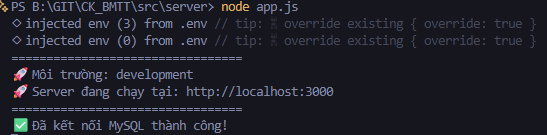 PS B:\GIT\CK_BMTT\src\server> node app.js
◇ injected env (3) from .env // tip: ⌘ override existing { override: true }
◇ injected env (0) from .env // tip: ⌘ override existing { override: true }
=================================
🚀 Môi trường: development
🚀 Server đang chạy tại: http://localhost:3000
=================================
✅ Đã kết nối MySQL thành công!